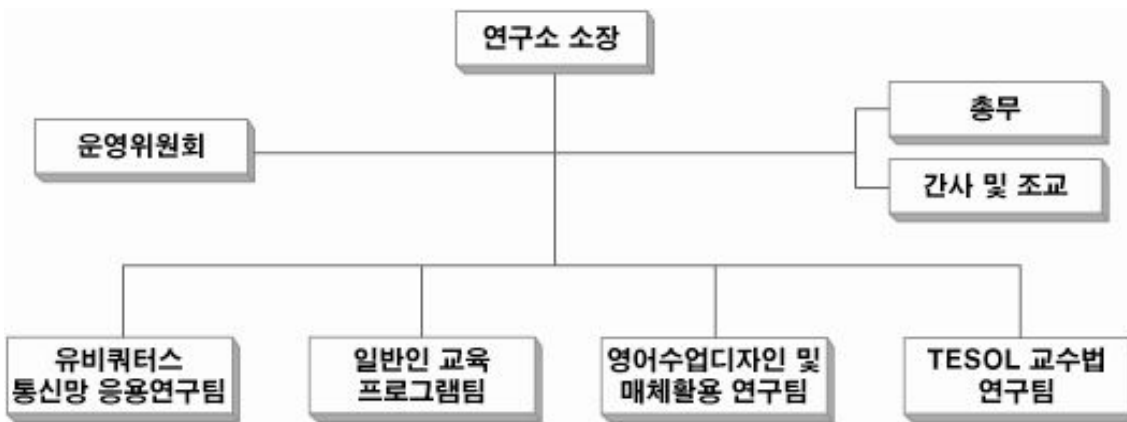 연구소 소장
총무
운영위원회
간사 및 조교
유비쿼터스
통신망 응용연구팀
일반인 교육
프로그램팀
영어수업디자인 및
매체활용 연구팀
TESOL 교수법
연구팀